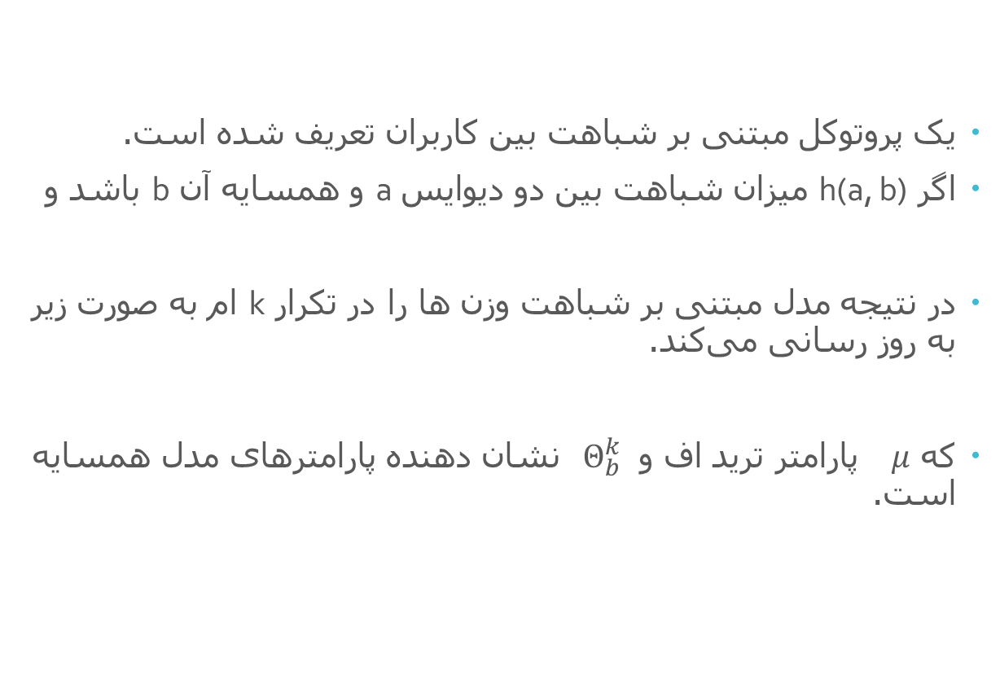 • یک پروتوکل مبتنی بر شباهت بین کاربران تعریف شده است.
• اگر h(a, b) میزان شباهت بین دو دیوایس a و همسایه آن b باشد و
• در نتیجه مدل مبتنی بر شباهت وزن ها را در تکرار k ام به صورت زیر
به روز رسانی می‌کند.
• که μ پارامتر ترید اف و Θ_b^k نشان دهنده پارامترهای مدل همسایه
است.